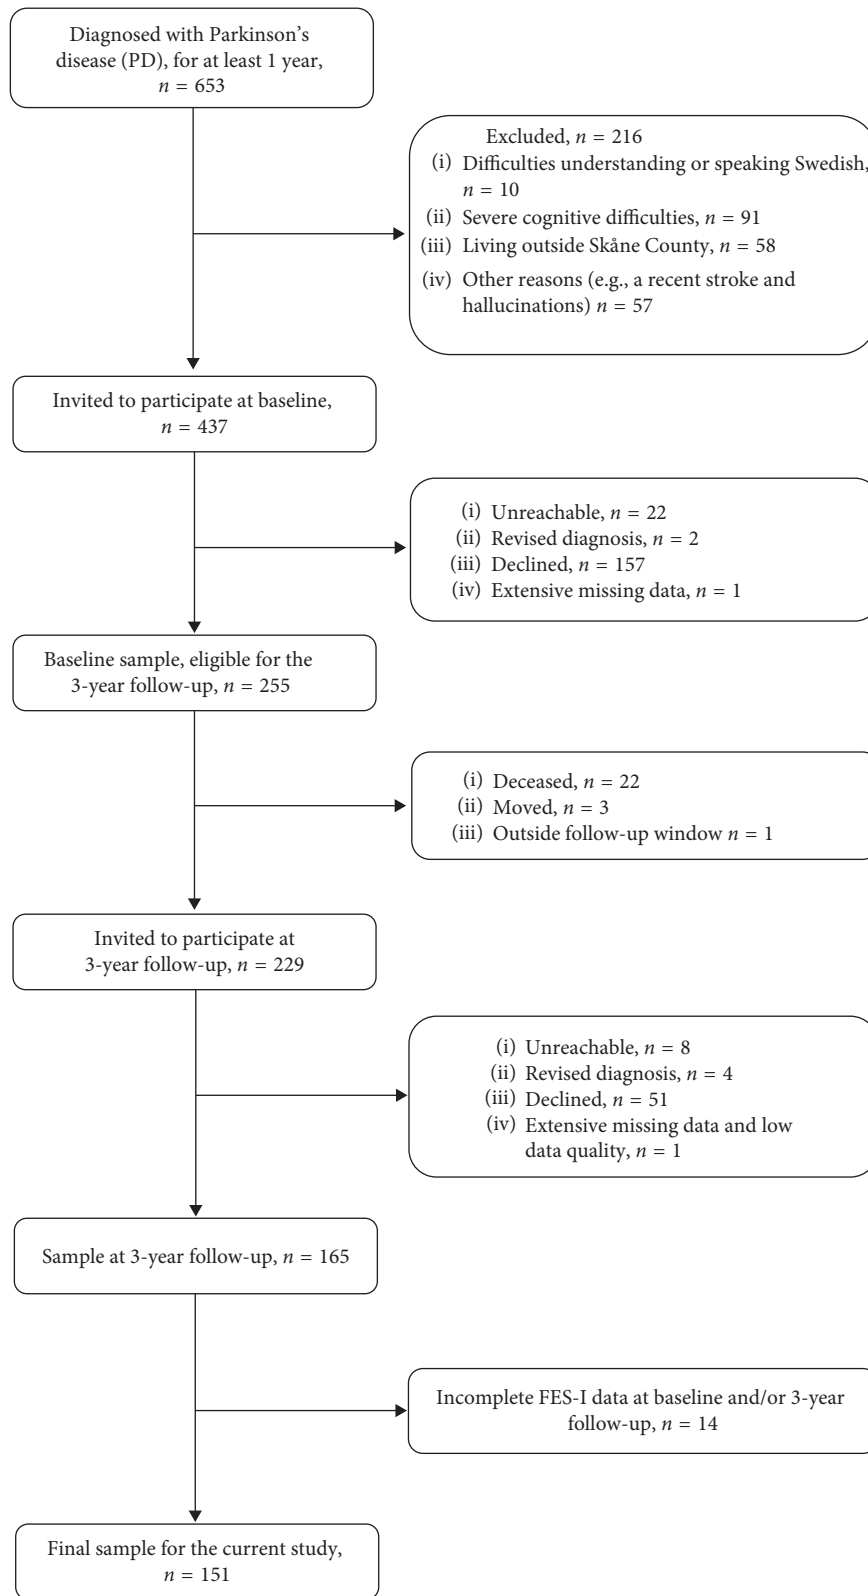 Diagnosed with Parkinson's
disease (PD), for at least 1 year,
n = 653
Excluded, n = 216
(i) Difficulties understanding or speaking Swedish,
n = 10
(ii) Severe cognitive difficulties, n = 91
(iii) Living outside Skåne County, n = 58
(iv) Other reasons (e.g., a recent stroke and
hallucinations) n = 57
Invited to participate at baseline,
n = 437
(i) Unreachable, n = 22
(ii) Revised diagnosis, n = 2
(iii) Declined, n = 157
(iv) Extensive missing data, n = 1
Baseline sample, eligible for the
3-year follow-up, n = 255
(i) Deceased, n = 22
(ii) Moved, n = 3
(iii) Outside follow-up window n = 1
Invited to participate at
3-year follow-up, n = 229
(i) Unreachable, n = 8
(ii) Revised diagnosis, n = 4
(iii) Declined, n = 51
(iv) Extensive missing data and low
data quality, n = 1
Sample at 3-year follow-up, n = 165
Incomplete FES-I data at baseline and/or 3-year
follow-up, n = 14
Final sample for the current study,
n = 151